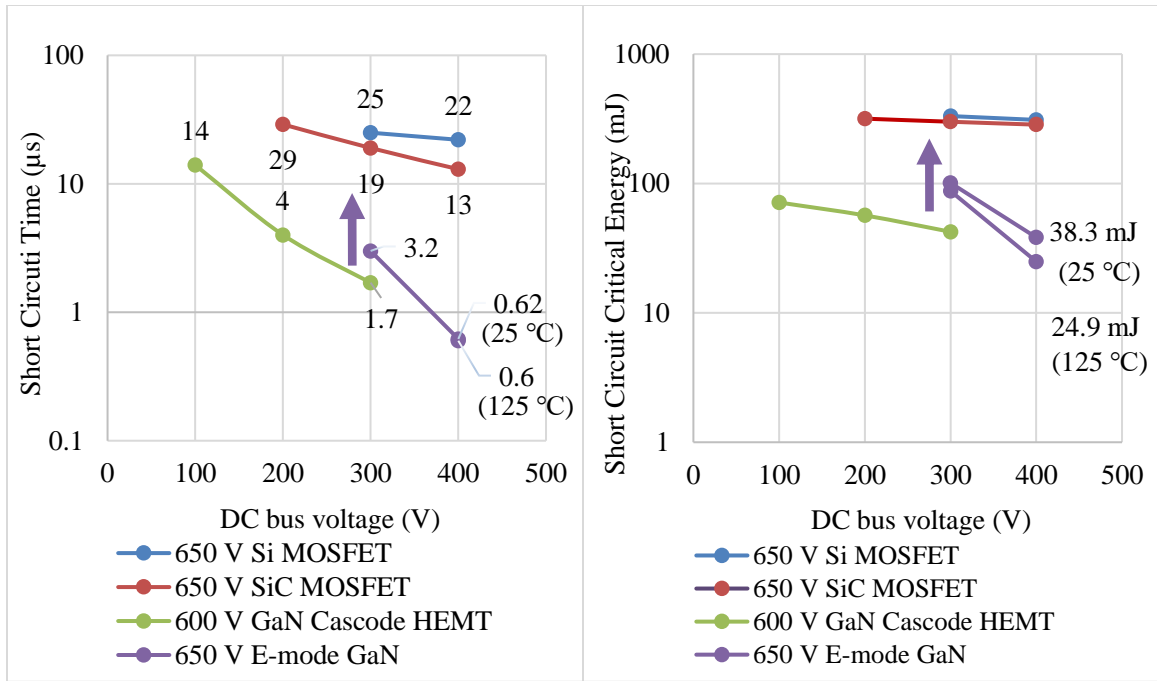 100
10
1
0.1
Short Circuti Time (µs)
14
25
22
29
4
19
13
3.2
1.7
0.62
(25 °C)
0.6
(125 °C)
0 100 200 300 400 500
DC bus voltage (V)
650 V Si MOSFET
650 V SiC MOSFET
600 V GaN Cascode HEMT
650 V E-mode GaN
1000
100
10
1
Short Circuit Critical Energy (mJ)
38.3 mJ
(25 °C)
24.9 mJ
(125 °C)
0 100 200 300 400 500
DC bus voltage (V)
650 V Si MOSFET
650 V SiC MOSFET
600 V GaN Cascode HEMT
650 V E-mode GaN